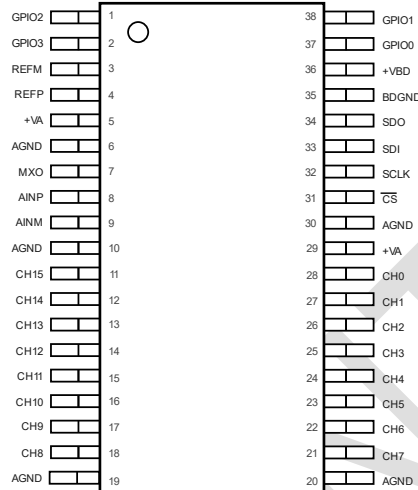 GPIO2 1 38 GPIO1
GPIO3 2 37 GPIO0
REFM 3 36 +VBD
REFP 4 35 BDGND
+VA 5 34 SDO
AGND 6 33 SDI
MXO 7 32 SCLK
AINP 8 31 CS
AINM 9 30 AGND
AGND 10 29 +VA
CH15 11 28 CH0
CH14 12 27 CH1
CH13 13 26 CH2
CH12 14 25 CH3
CH11 15 24 CH4
CH10 16 23 CH5
CH9 17 22 CH6
CH8 18 21 CH7
AGND 19 20 AGND